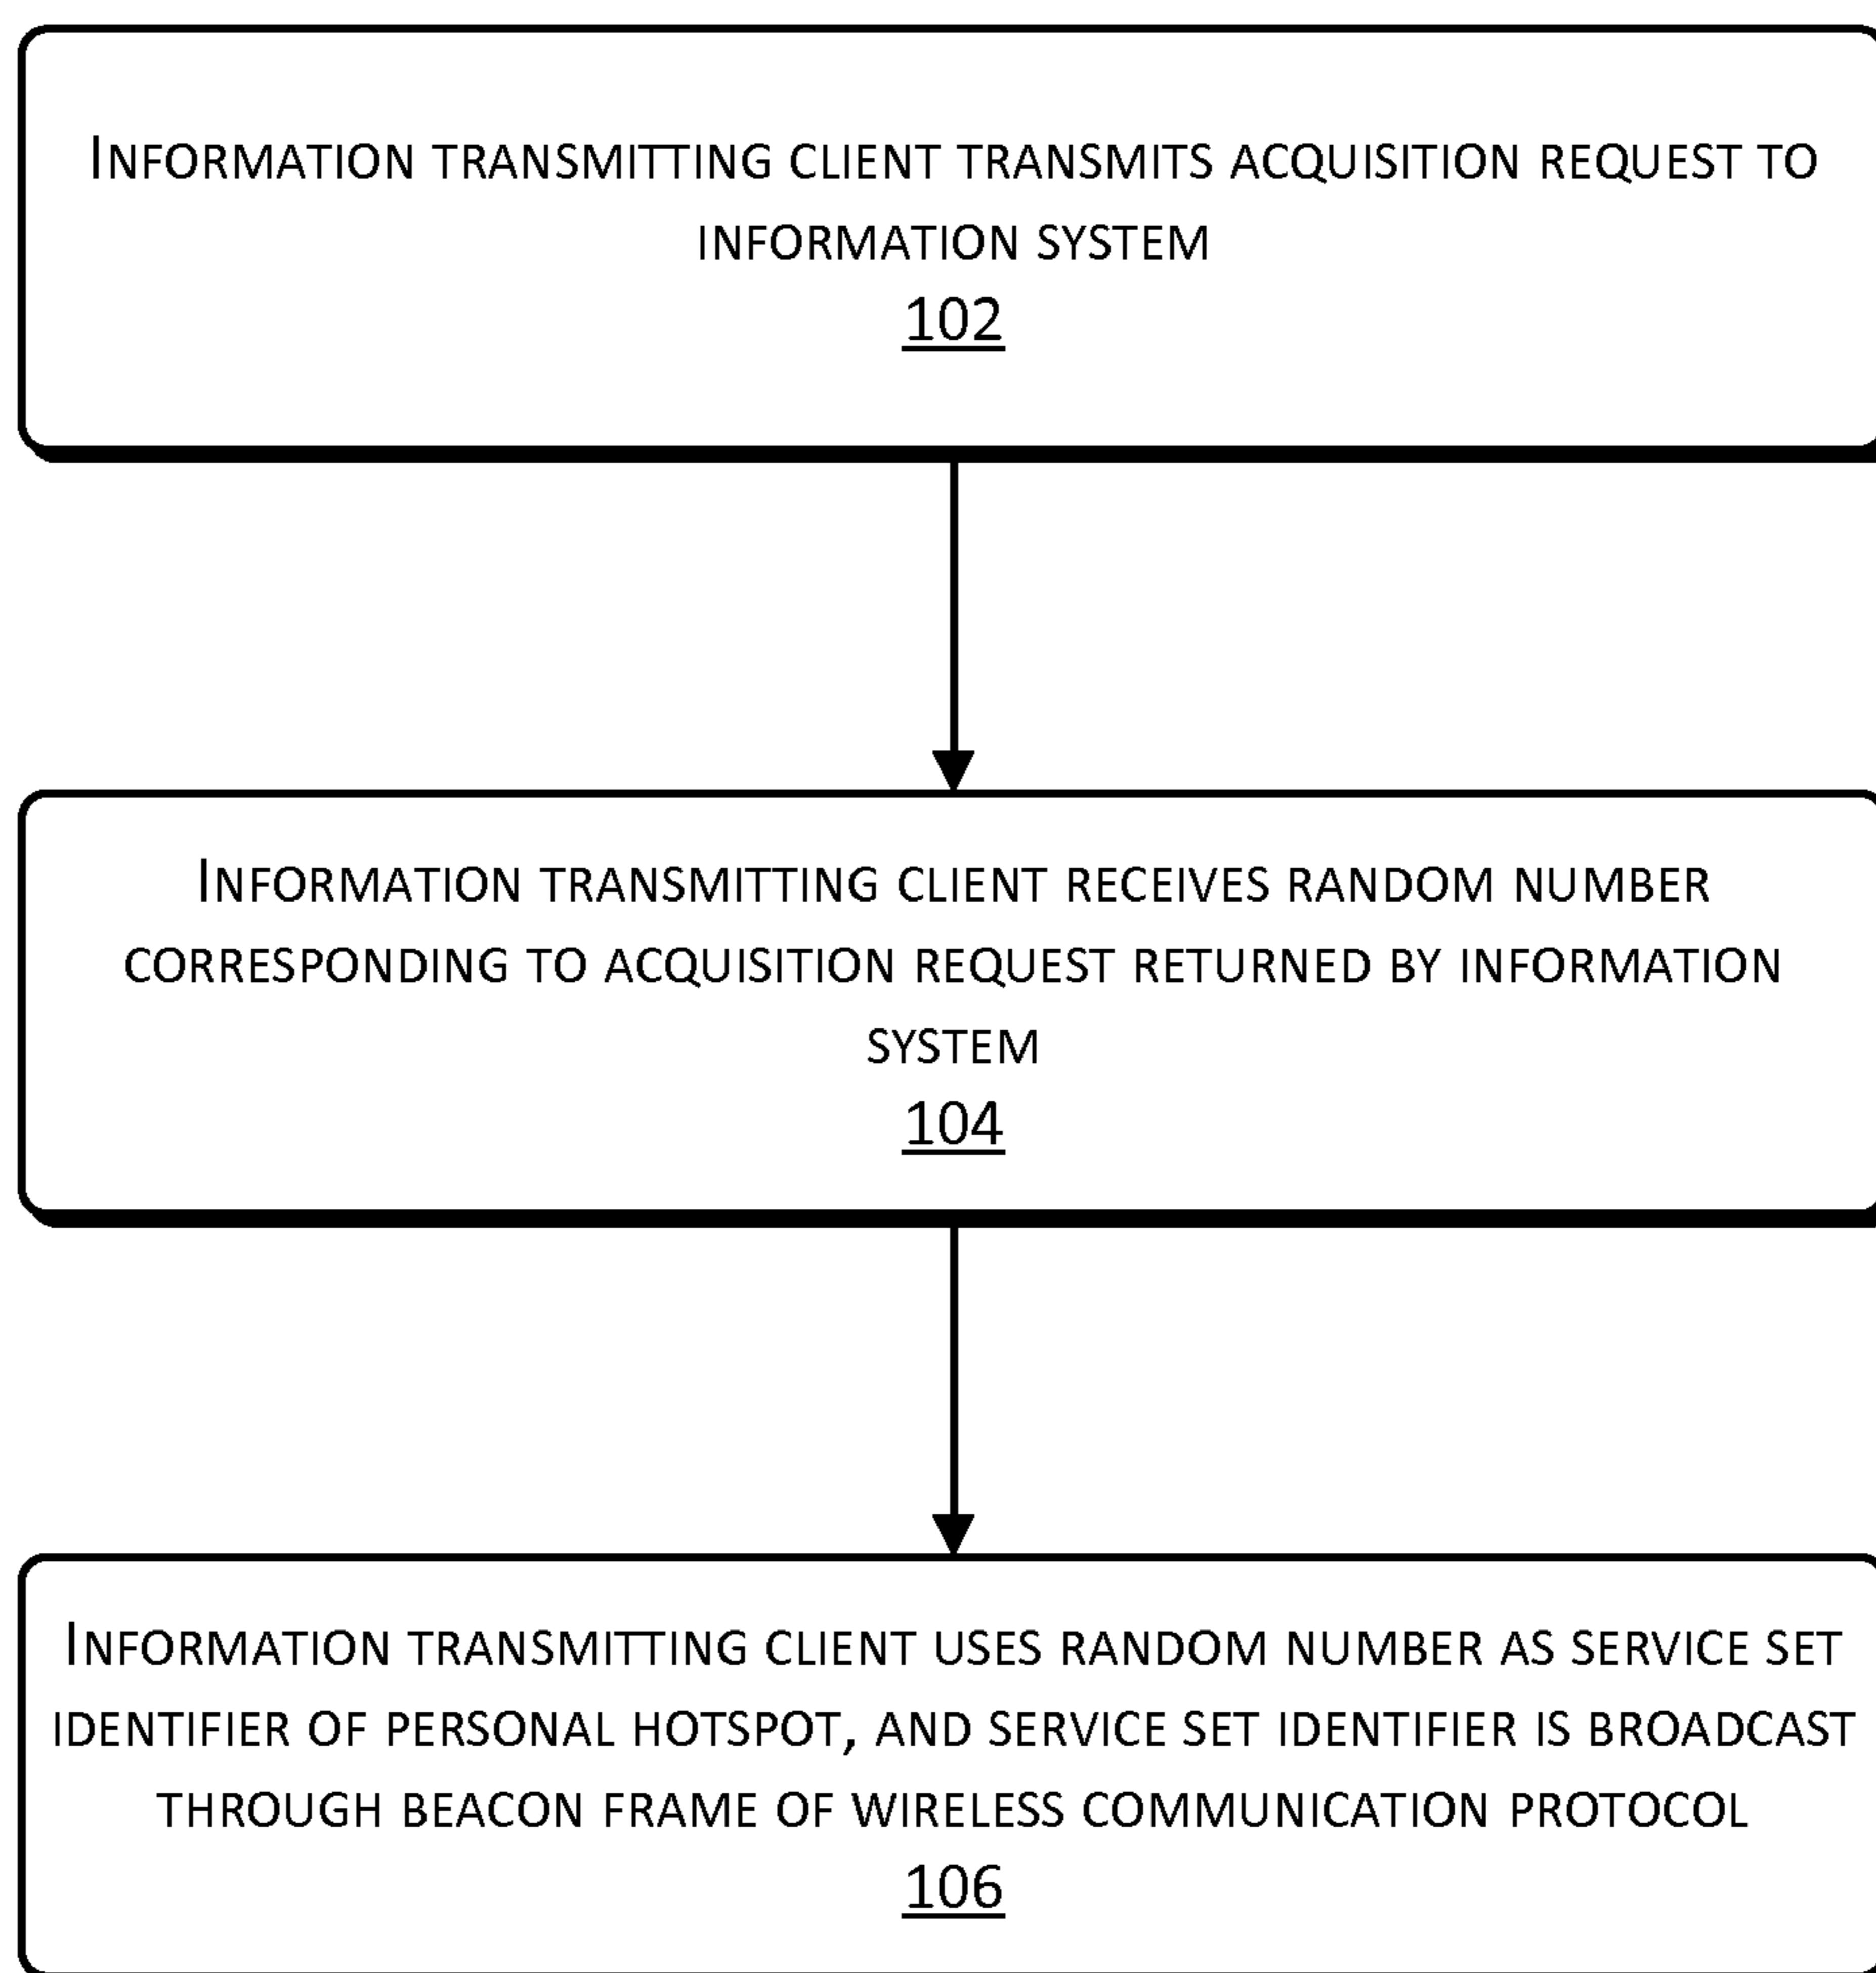 INFORMATION TRANSMITTING CLIENT TRANSMITS ACQUISITION REQUEST TO
INFORMATION SYSTEM
102
INFORMATION TRANSMITTING CLIENT RECEIVES RANDOM NUMBER
CORRESPONDING TO ACQUISITION REQUEST RETURNED BY INFORMATION
SYSTEM
104
INFORMATION TRANSMITTING CLIENT USES RANDOM NUMBER AS SERVICE SET
IDENTIFIER OF PERSONAL HOTSPOT, AND SERVICE SET IDENTIFIER IS BROADCAST
THROUGH BEACON FRAME OF WIRELESS COMMUNICATION PROTOCOL
106